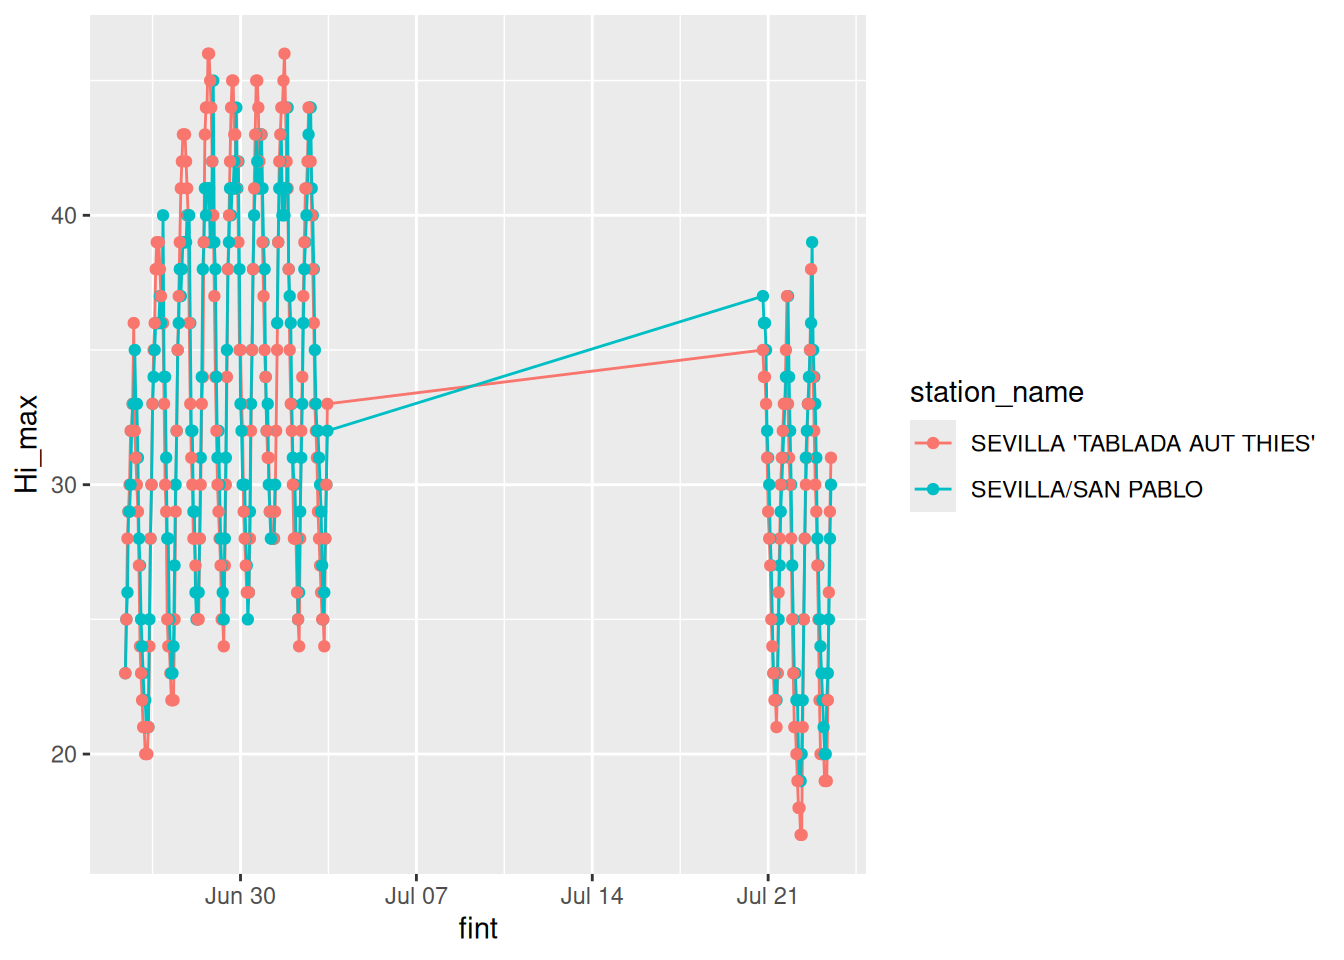 40
30
20
Hi_max
Jun 30
Jul 07
Jul 14
Jul 21
fint
station_name
SEVILLA 'TABLADA AUT THIES'
SEVILLA/SAN PABLO